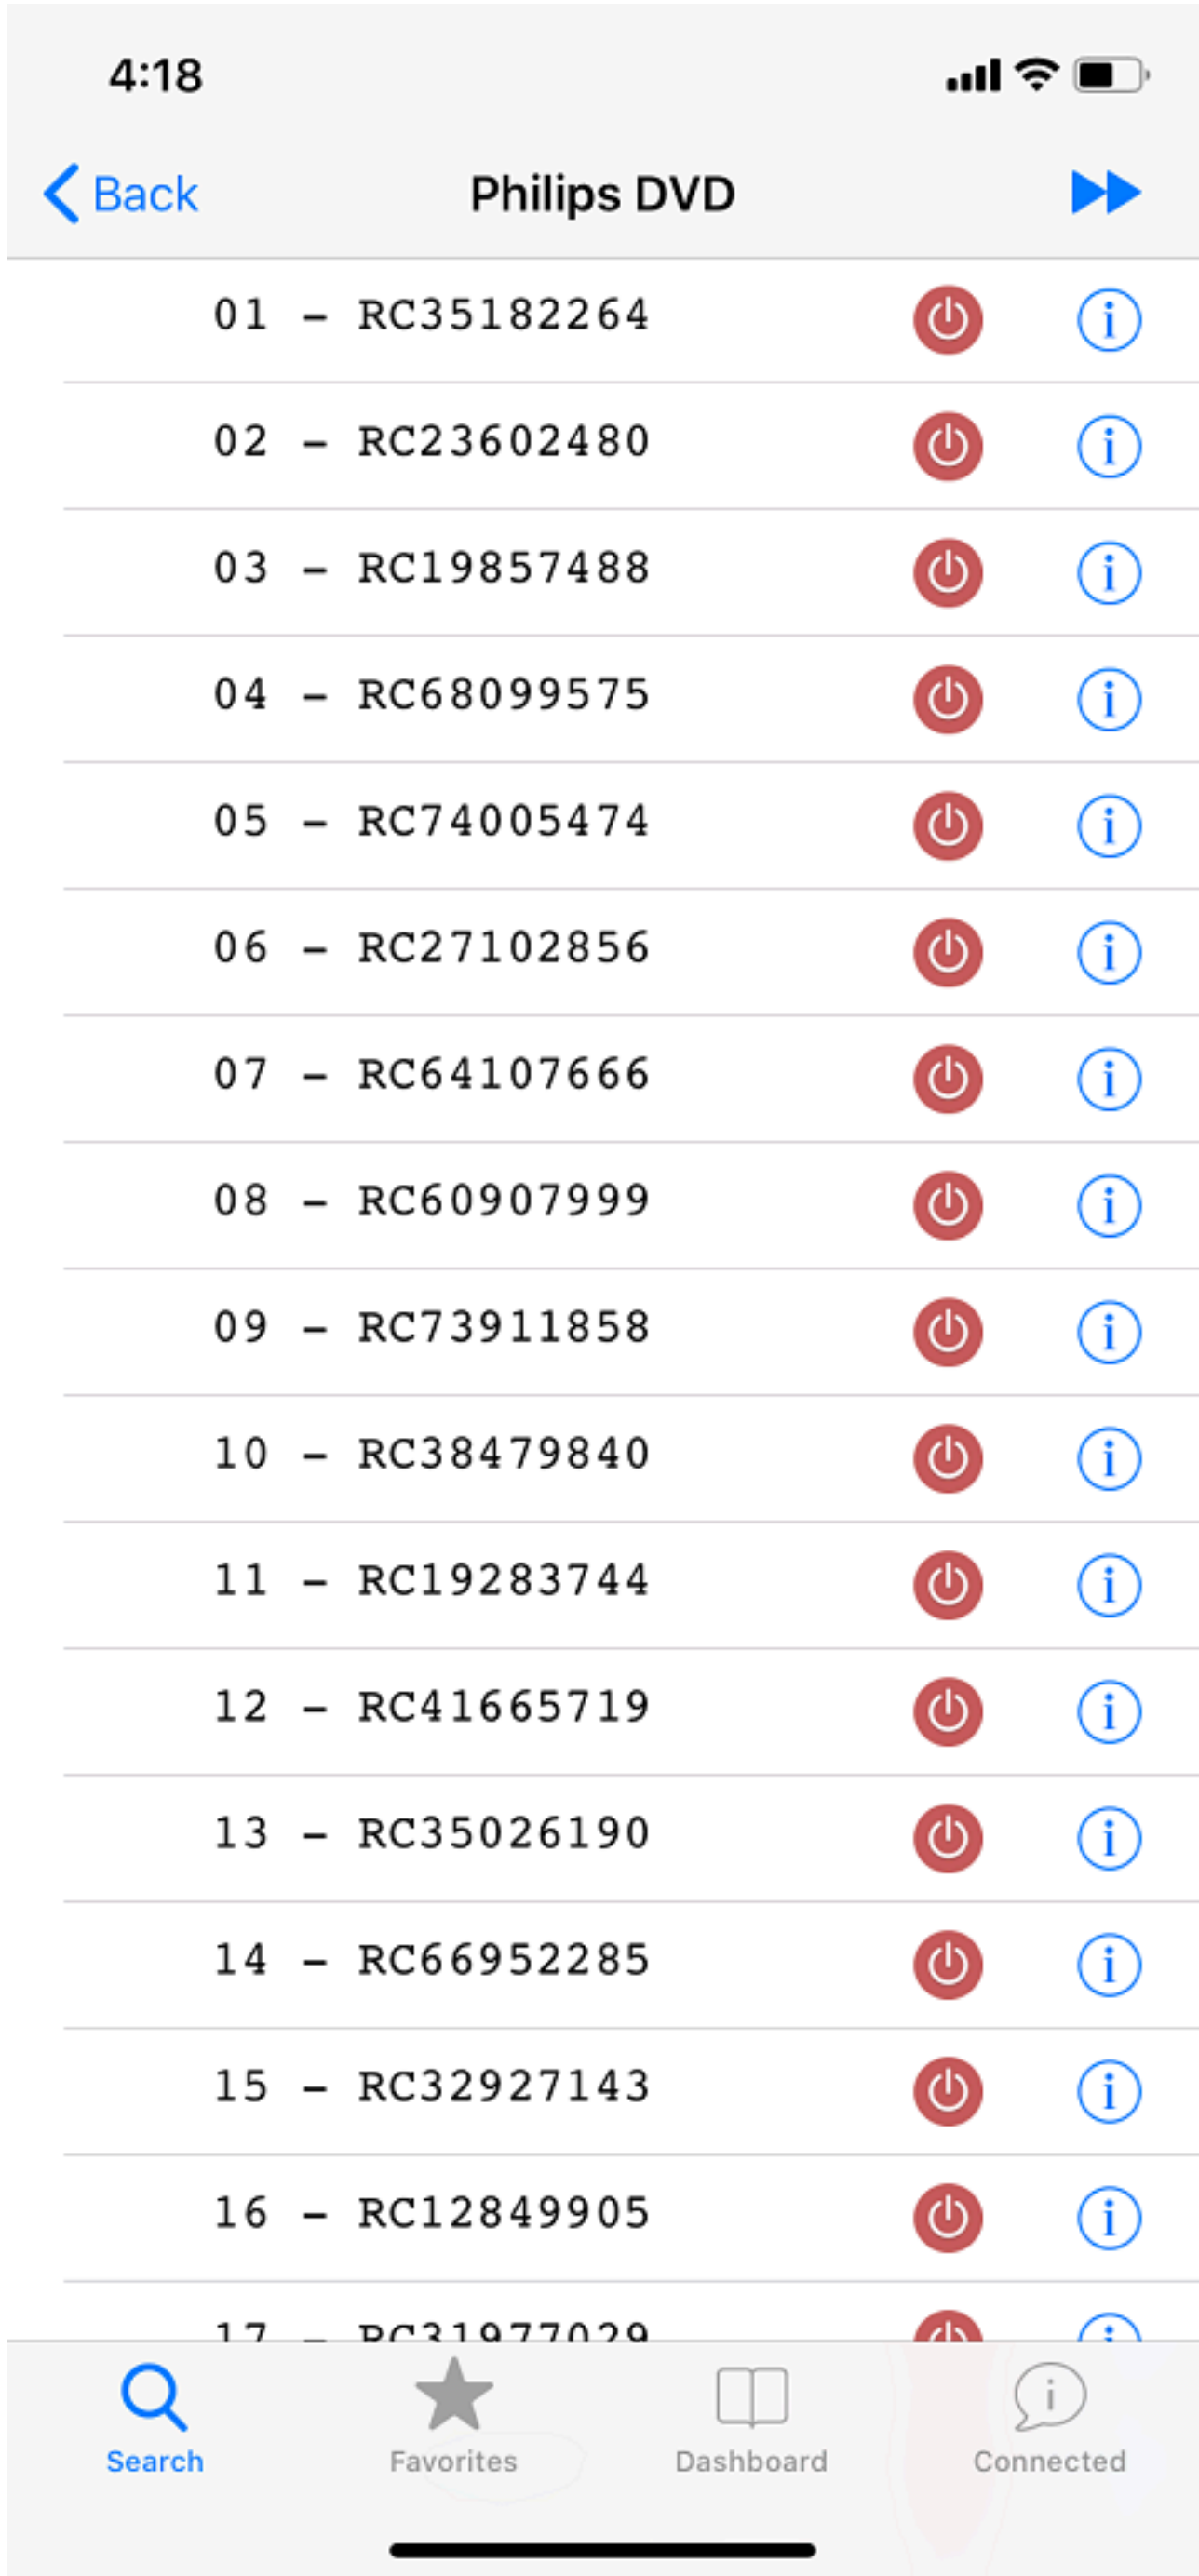 4:18
Back Philips DVD
01 - RC35182264
02 - RC23602480
03 - RC19857488
04 - RC68099575
05 - RC74005474
06 - RC27102856
07 - RC64107666
08 - RC60907999
09 - RC73911858
10 - RC38479840
11 - RC19283744
12 - RC41665719
13 - RC35026190
14 - RC66952285
15 - RC32927143
16 - RC12849905
17 - RC31977029
Search Favorites Dashboard Connected